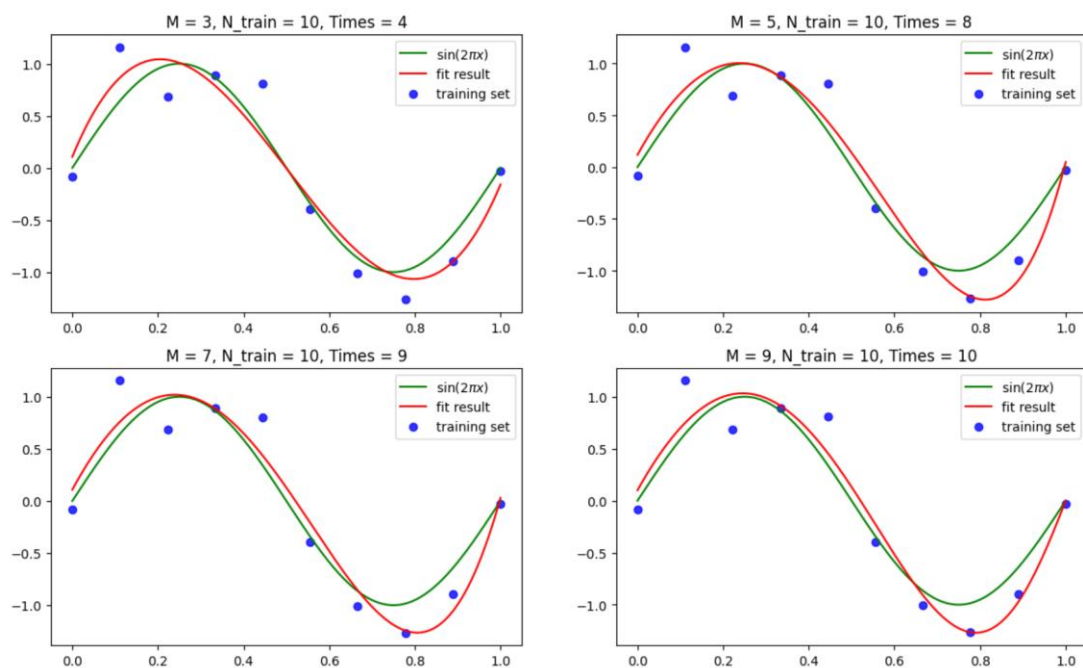 M = 3, N_train = 10, Times = 4
sin(2πx)
fit result
training set
1.0
0.5
0.0
−0.5
−1.0
0.0 0.2 0.4 0.6 0.8 1.0
M = 5, N_train = 10, Times = 8
sin(2πx)
fit result
training set
1.0
0.5
0.0
−0.5
−1.0
0.0 0.2 0.4 0.6 0.8 1.0
M = 7, N_train = 10, Times = 9
sin(2πx)
fit result
training set
1.0
0.5
0.0
−0.5
−1.0
0.0 0.2 0.4 0.6 0.8 1.0
M = 9, N_train = 10, Times = 10
sin(2πx)
fit result
training set
1.0
0.5
0.0
−0.5
−1.0
0.0 0.2 0.4 0.6 0.8 1.0